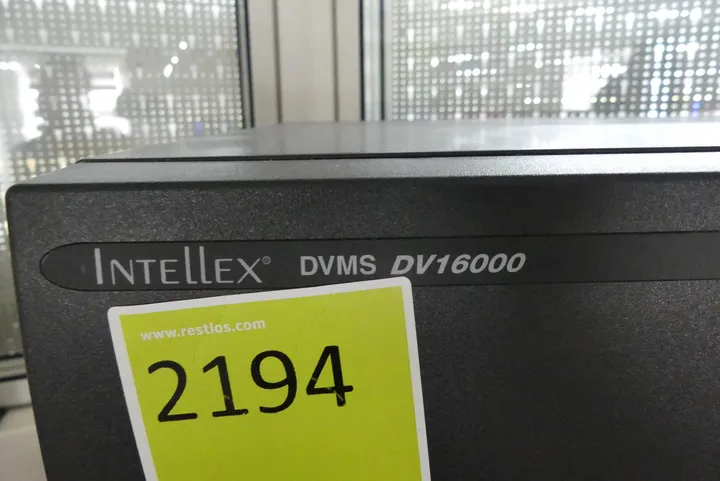 INTELLEX® DVMS DV16000
www.restlos.com
2194